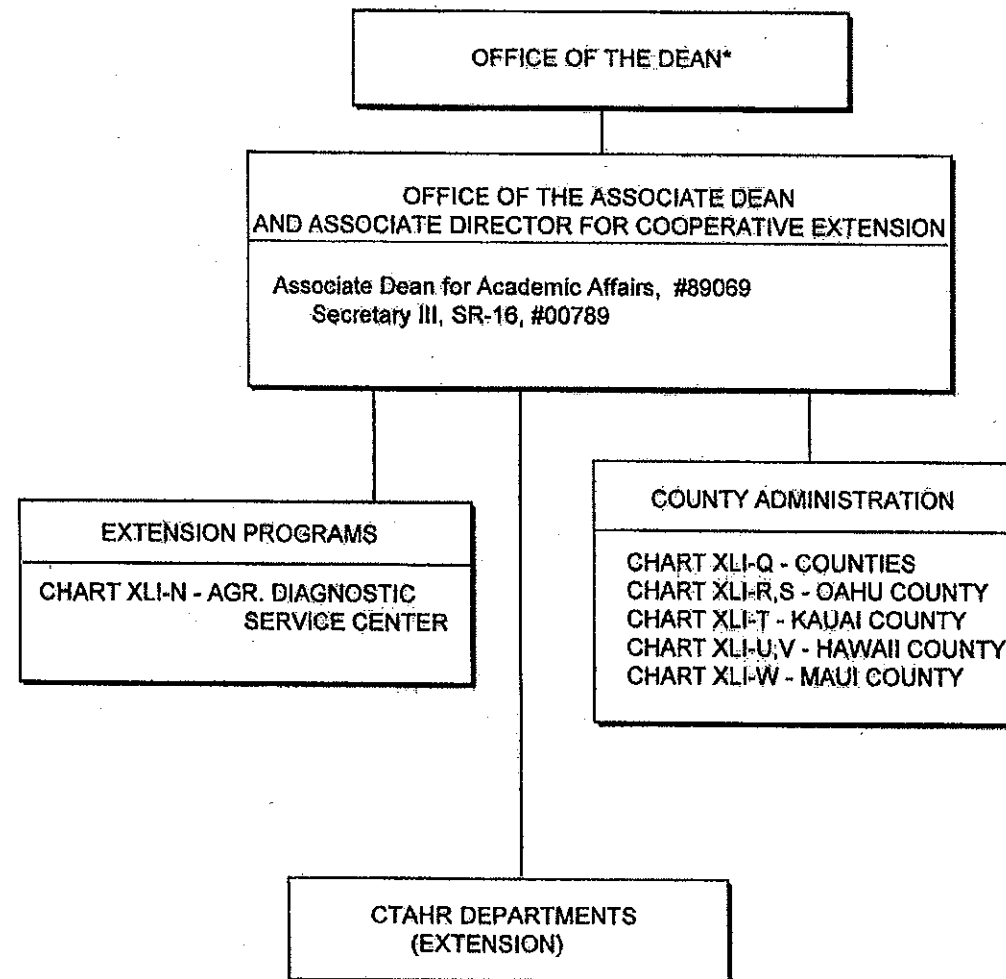 OFFICE OF THE DEAN*
OFFICE OF THE ASSOCIATE DEAN
AND ASSOCIATE DIRECTOR FOR COOPERATIVE EXTENSION
Associate Dean for Academic Affairs, #89069
Secretary III, SR-16, #00789
EXTENSION PROGRAMS
CHART XLI-N - AGR. DIAGNOSTIC
SERVICE CENTER
COUNTY ADMINISTRATION
CHART XLI-Q - COUNTIES
CHART XLI-R,S - OAHU COUNTY
CHART XLI-T - KAUAI COUNTY
CHART XLI-U,V - HAWAII COUNTY
CHART XLI-W - MAUI COUNTY
CTAHR DEPARTMENTS
(EXTENSION)